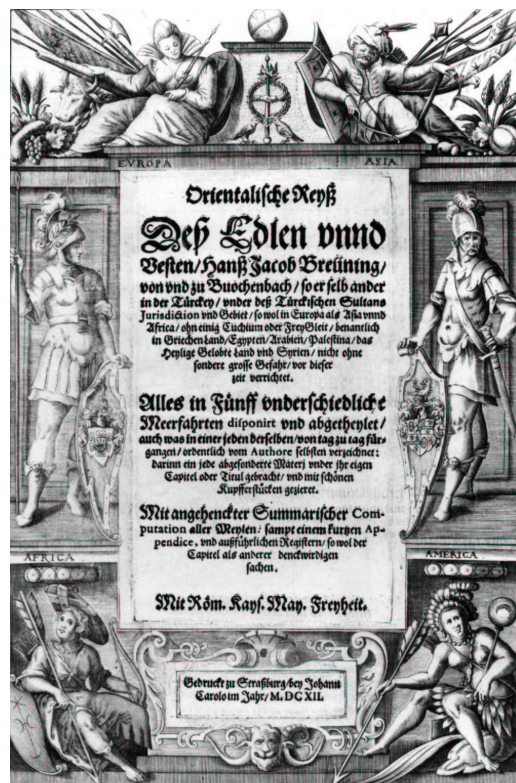 EVROPA
ASIA
Orientalische Reyß
Deß Edlen vnnd
Vesten / Hanß Jacob Breüning /
von vnd zu Buochenbach / so er selb ander
in der Türckey / vnder deß Türckischen Sultans
Jurisdiction vnd Gebiet / so wol in Europa als Asia vnnd
Africa / ohn einig Cuchium oder FreyGleit / benantlich
in Griechen Land / Egypten / Arabien / Palestina / das
Heylige Gelobte Land vnd Syrien / nicht ohne
sondere grosse Gefahr / vor dieser
zeit verrichtet.
Alles in Fünff vnderschiedliche
Meerfahrten disponirt vnd abgetheylet /
auch was in einer jeden derselben / von tag zu tag für-
gangen / ordentlich vom Authore selbsten verzeichnet:
darinn ein jede abgesonderte Materj vnder jhr eigen
Capitel oder Titul gebracht / vnd mit schönen
Kupfferstücken gezieret.
Mit angehenckter Summarischer Com-
putation aller Meylen: sampt einem kurtzen Ap-
pendice, vnd außführlichen Registern / so wol der
Capitel als anderer denckwirdigen
sachen.
Mit Röm. Kays. May. Freyheit.
AFRICA
AMERICA
Gedruckt zu Straßburg / bey Johann
Carolo im Jahr / M. DCXII.